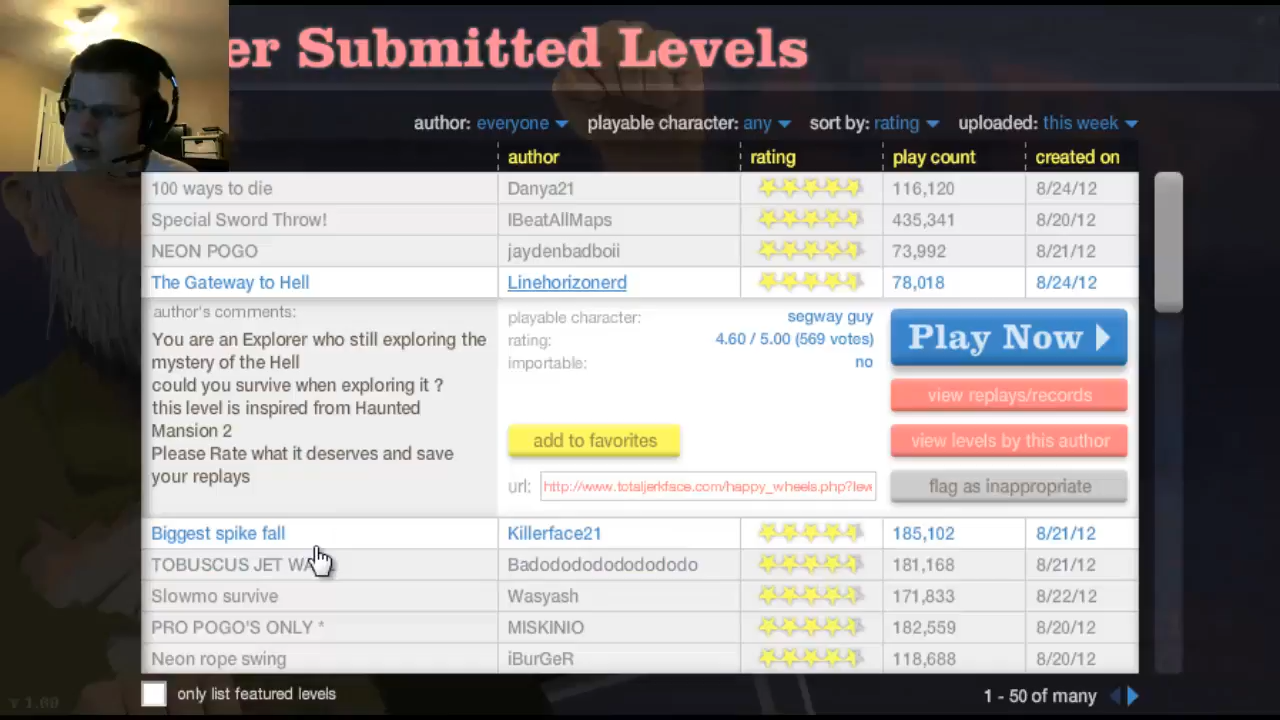 er Submitted Levels
author: everyone playable character: any sort by: rating uploaded: this week
author rating play count created on
100 ways to die Danya21 116,120 8/24/12
Special Sword Throw! IBeatAllMaps 435,341 8/20/12
NEON POGO jaydenbadboii 73,992 8/21/12
The Gateway to Hell Linehorizonerd 78,018 8/24/12
author's comments:
You are an Explorer who still exploring the
mystery of the Hell
could you survive when exploring it ?
this level is inspired from Haunted
Mansion 2
Please Rate what it deserves and save
your replays
playable character: segway guy
rating: 4.60 / 5.00 (569 votes)
importable: no
add to favorites
url: http://www.totaljerkface.com/happy_wheels.php?leve
Play Now
view replays/records
view levels by this author
flag as inappropriate
Biggest spike fall Killerface21 185,102 8/21/12
TOBUSCUS JET Badododododododo 181,168 8/21/12
Slowmo survive Wasyash 171,833 8/22/12
PRO POGO'S ONLY * MISKINIO 182,559 8/20/12
Neon rope swing iBurGeR 118,688 8/20/12
only list featured levels
1 - 50 of many